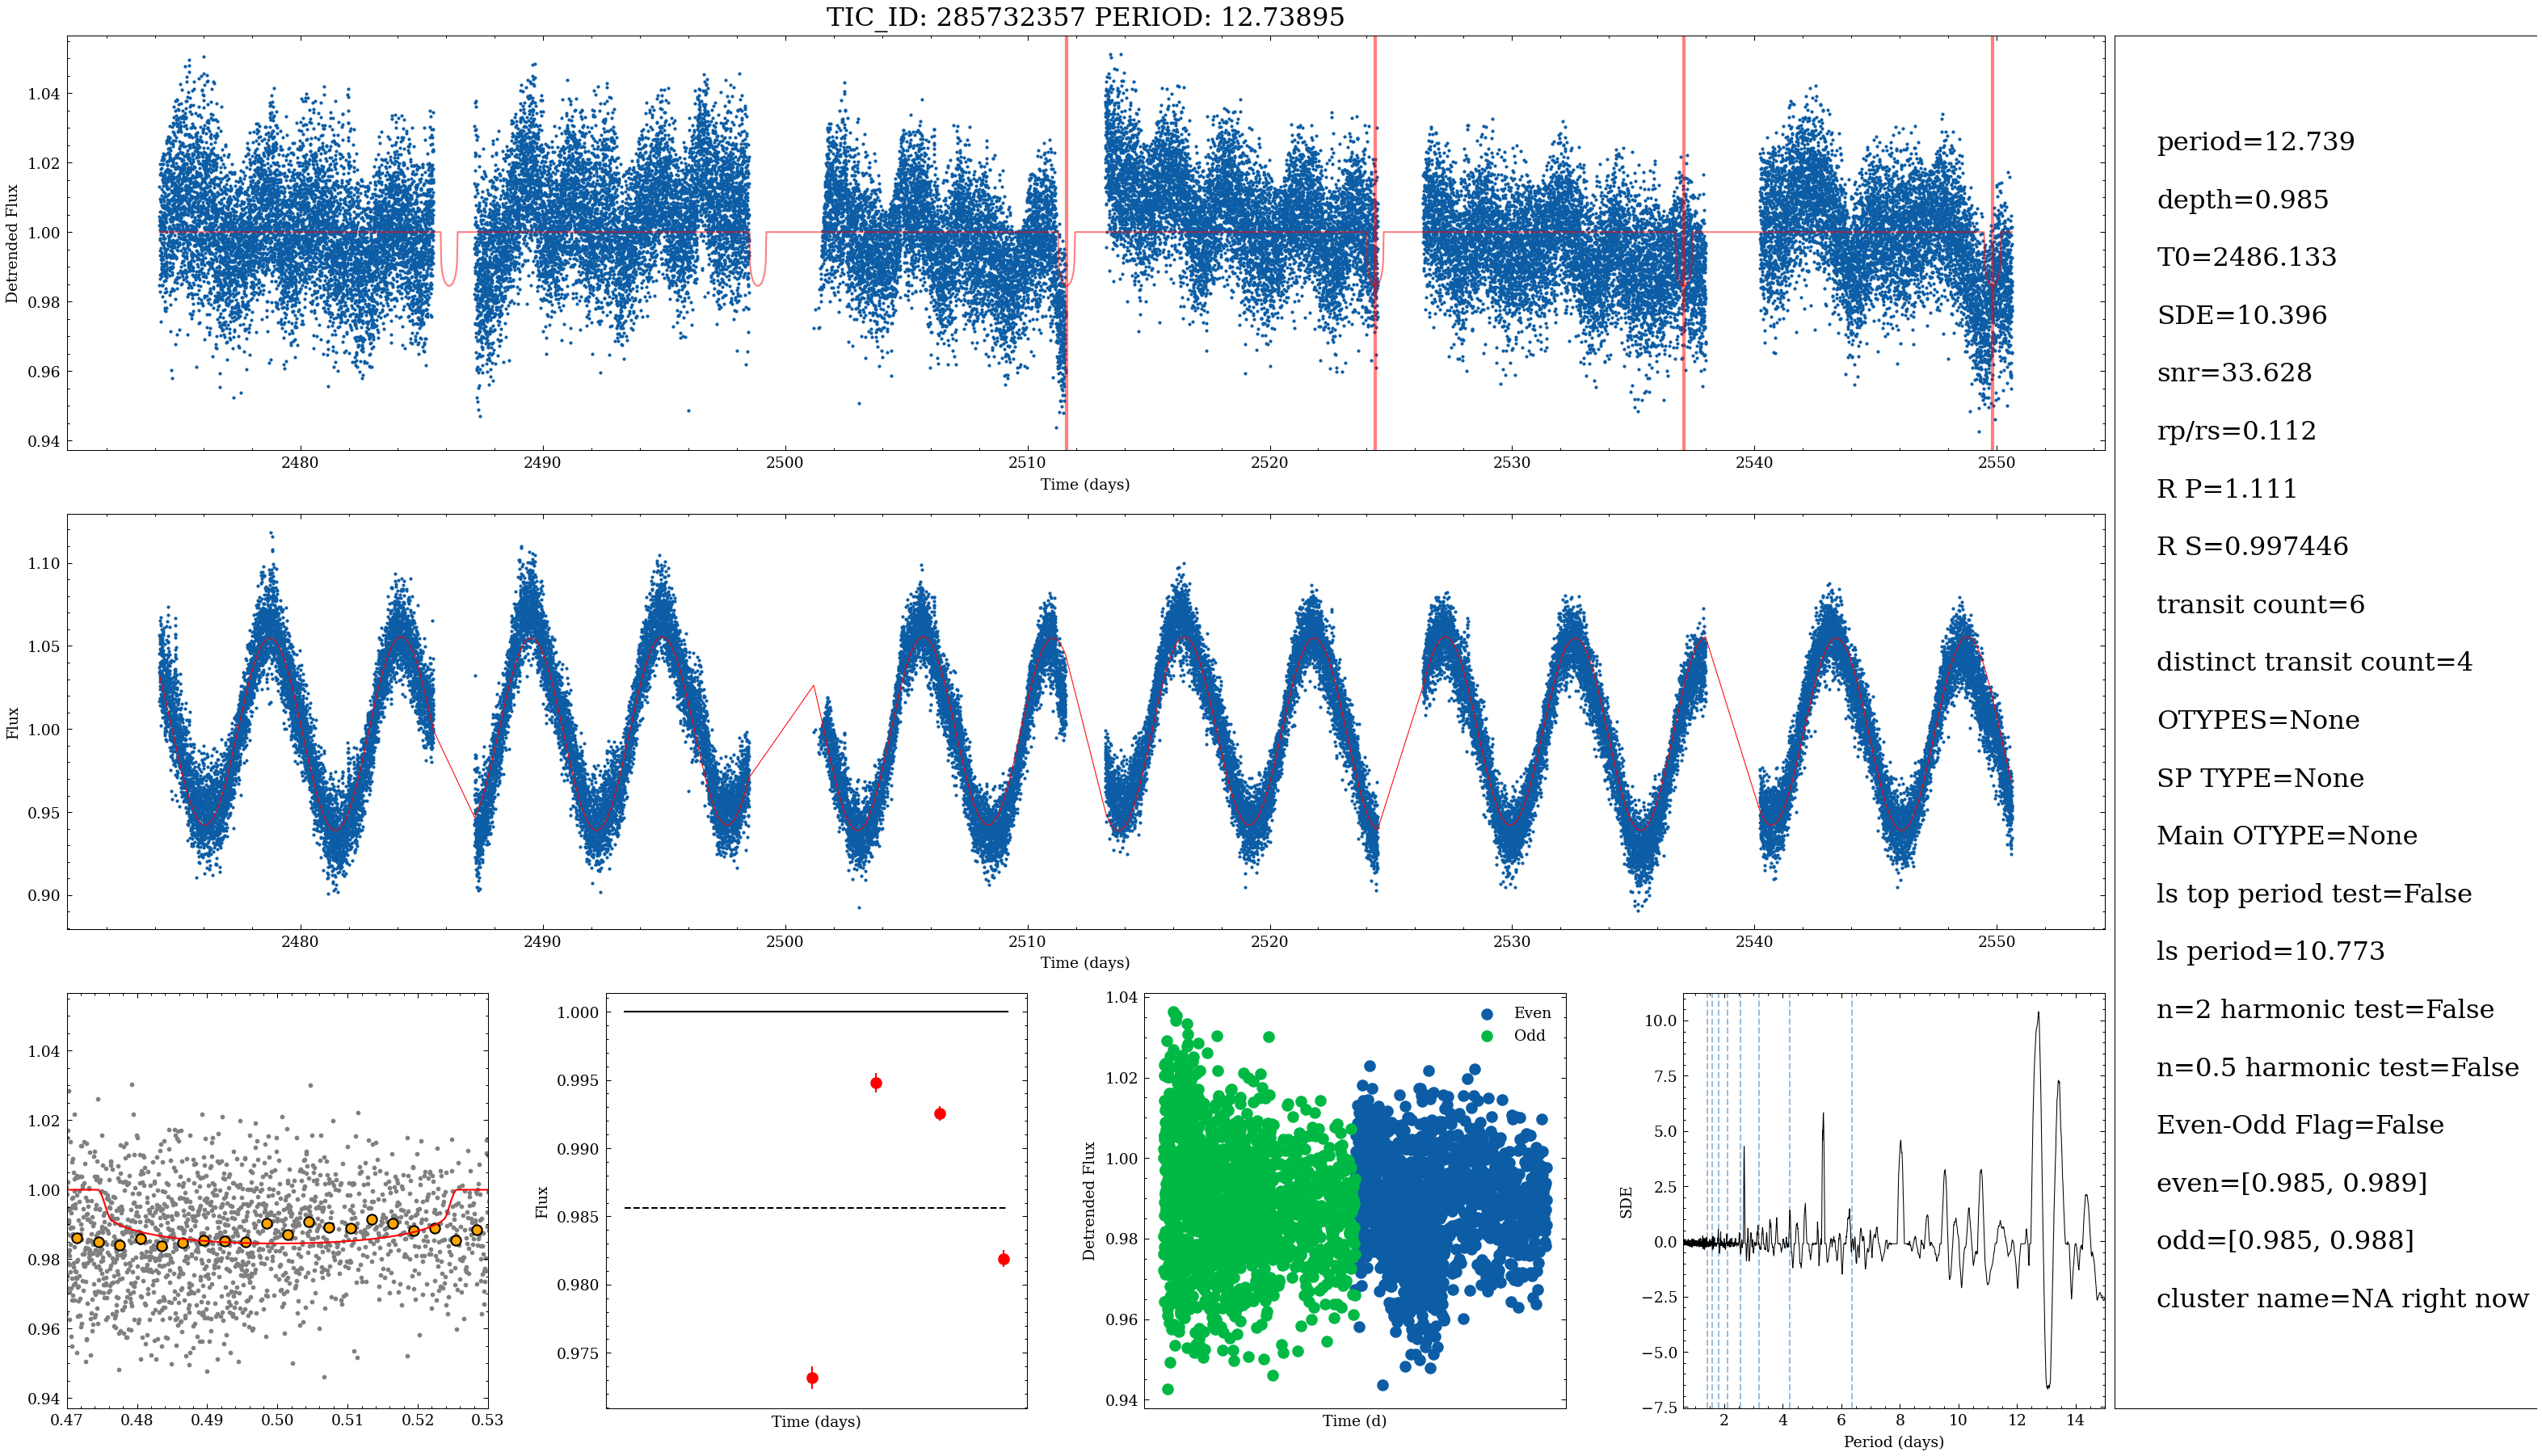 TIC_ID: 285732357 PERIOD: 12.73895
1.04
1.02
1.00
0.98
0.96
0.94
Detrended Flux
2480 2490 2500 2510 2520 2530 2540 2550
Time (days)
1.10
1.05
1.00
0.95
0.90
Flux
2480 2490 2500 2510 2520 2530 2540 2550
Time (days)
1.04
1.02
1.00
0.98
0.96
0.94
0.47 0.48 0.49 0.50 0.51 0.52 0.53
1.000
0.995
0.990
0.985
0.980
0.975
Flux
Time (days)
1.04
1.02
1.00
0.98
0.96
0.94
Detrended Flux
Even
Odd
Time (d)
10.0
7.5
5.0
2.5
0.0
−2.5
−5.0
−7.5
SDE
2 4 6 8 10 12 14
Period (days)
period=12.739
depth=0.985
T0=2486.133
SDE=10.396
snr=33.628
rp/rs=0.112
R P=1.111
R S=0.997446
transit count=6
distinct transit count=4
OTYPES=None
SP TYPE=None
Main OTYPE=None
ls top period test=False
ls period=10.773
n=2 harmonic test=False
n=0.5 harmonic test=False
Even-Odd Flag=False
even=[0.985, 0.989]
odd=[0.985, 0.988]
cluster name=NA right now